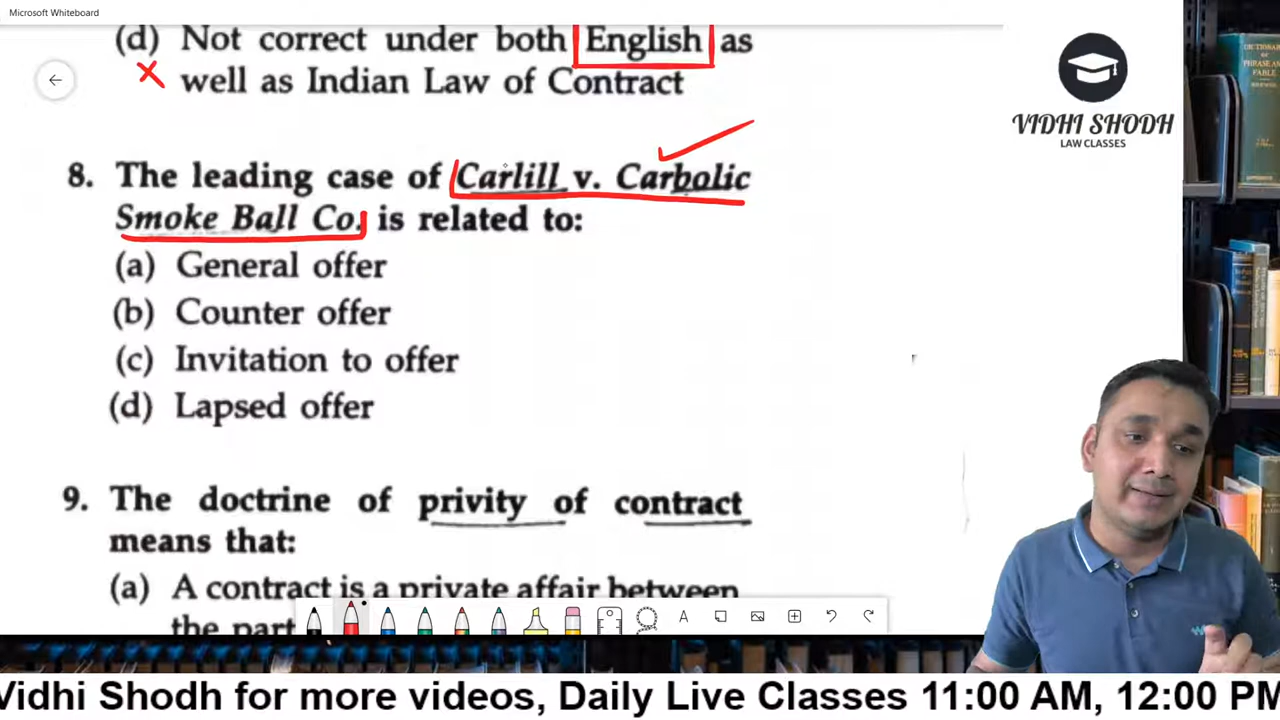 Microsoft Whiteboard
(d) Not correct under both English as
well as Indian Law of Contract
VIDHI SHODH
LAW CLASSES
8. The leading case of Carlill v. Carbolic
Smoke Ball Co. is related to:
(a) General offer
(b) Counter offer
(c) Invitation to offer
(d) Lapsed offer
9. The doctrine of privity of contract
means that:
(a) A contract is a private affair between
the part
Vidhi Shodh for more videos, Daily Live Classes 11:00 AM, 12:00 PM